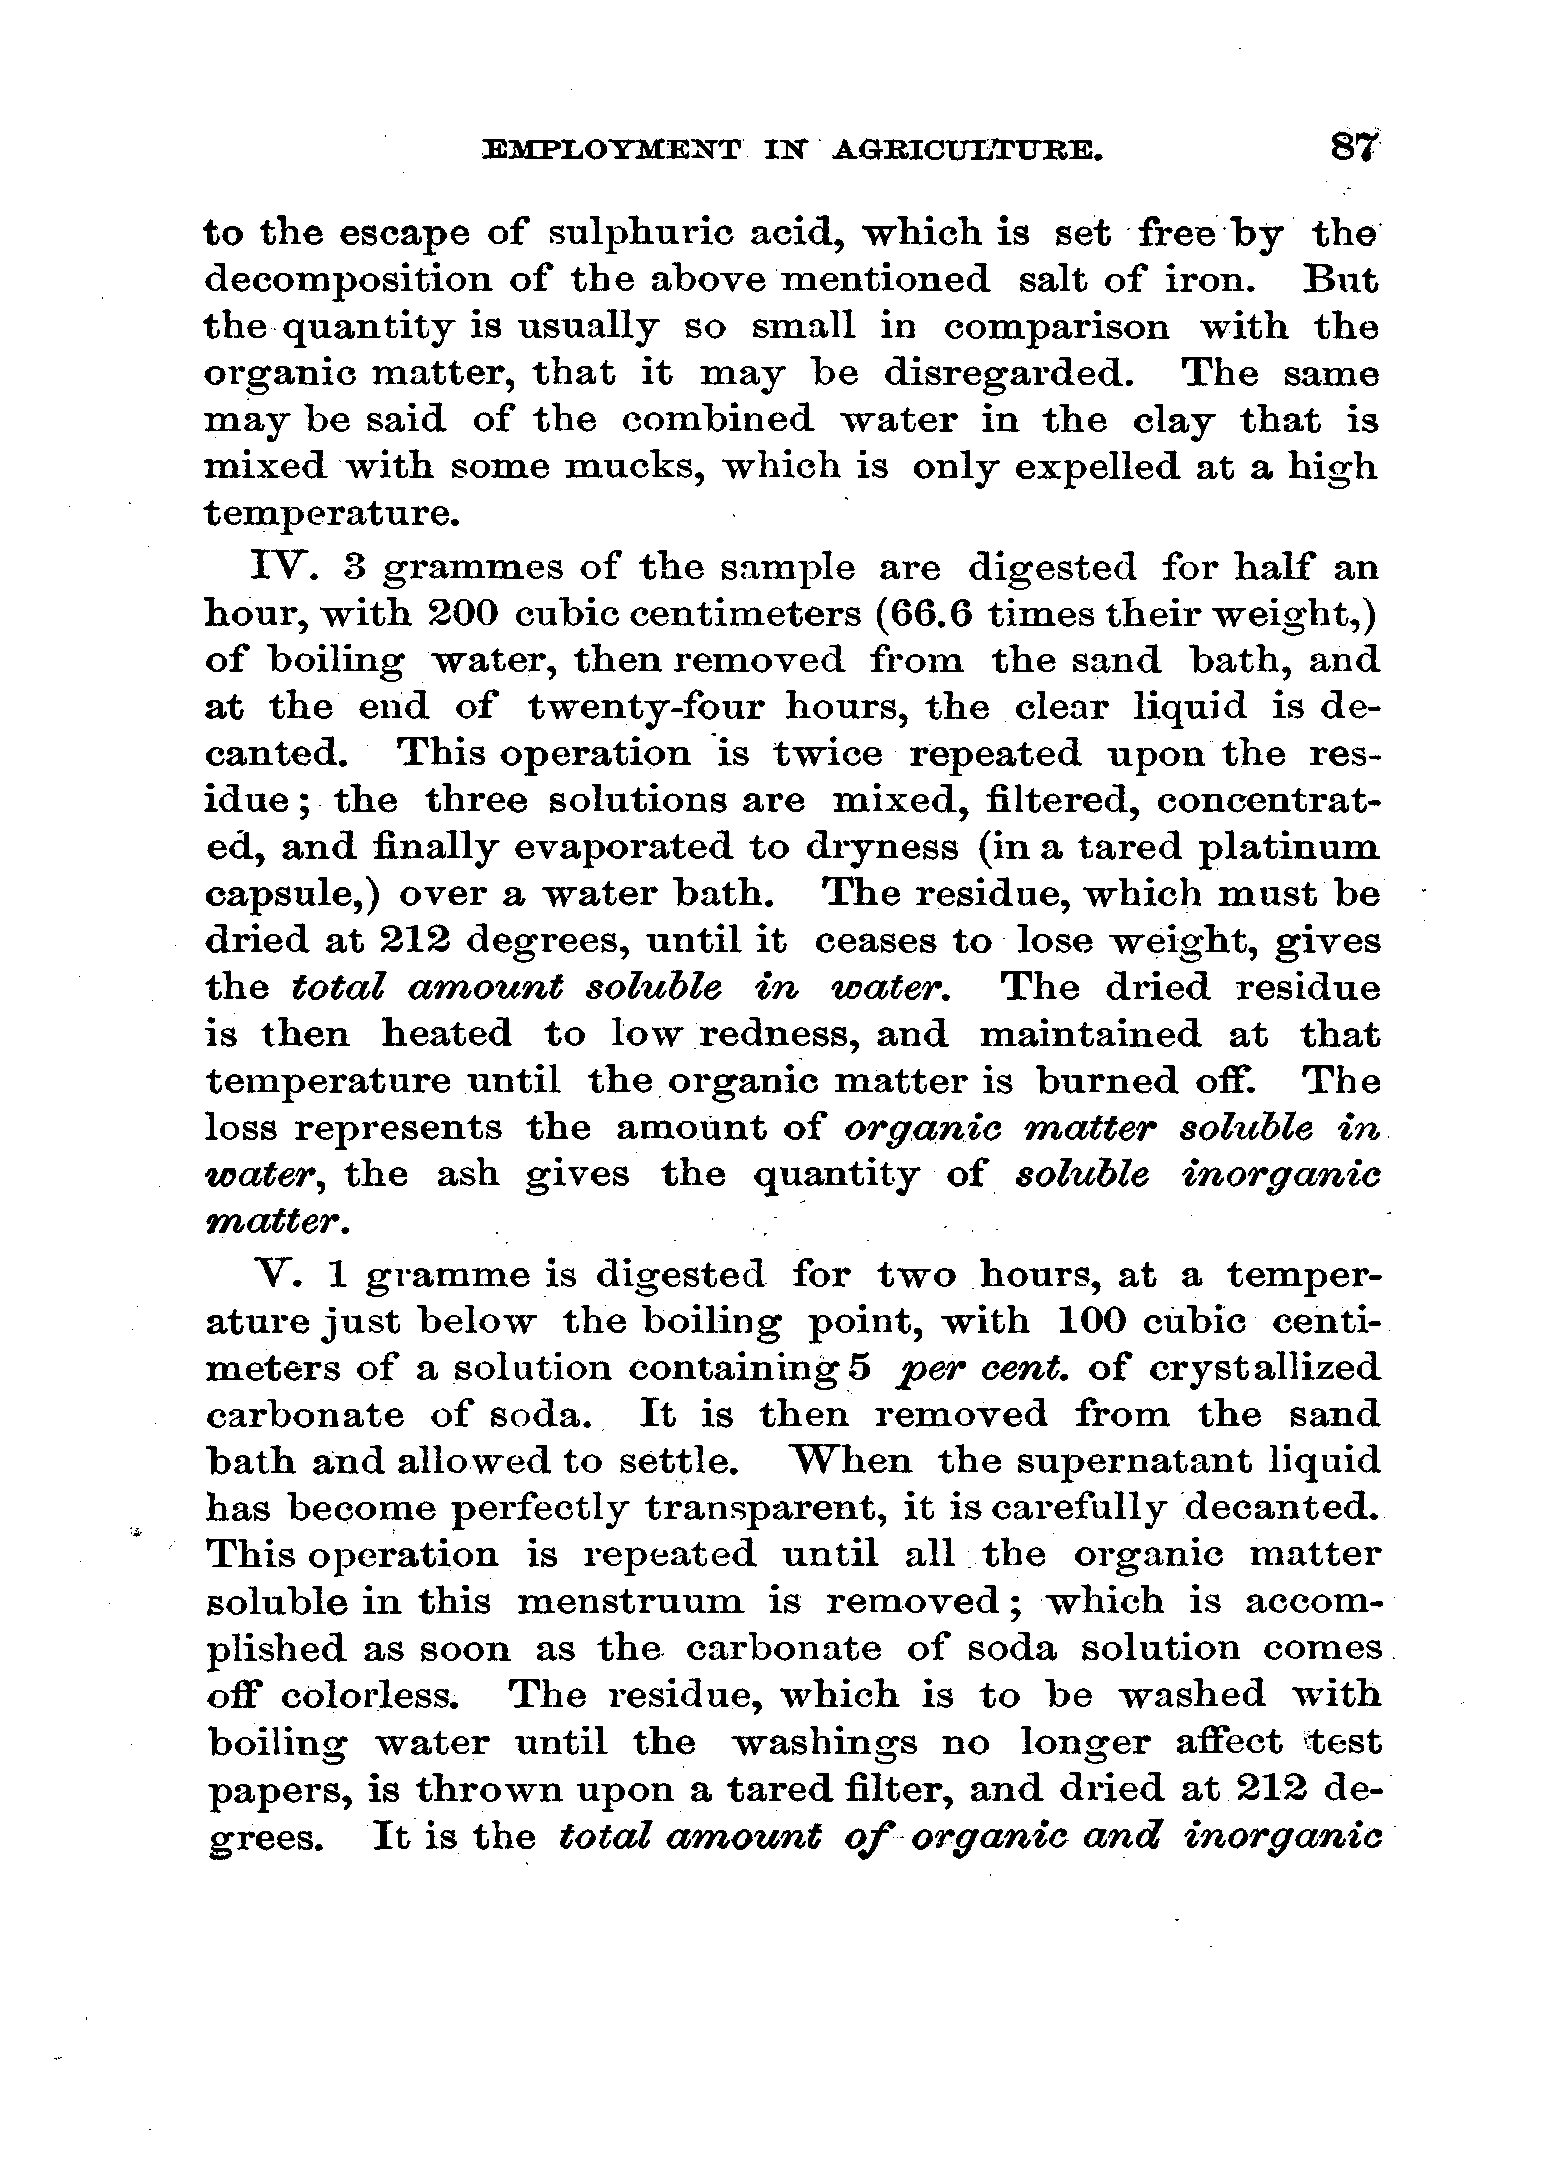 EMPLOYMENT IN AGRICULTURE. 87
to the escape of sulphuric acid, which is set free by the
decomposition of the above mentioned salt of iron. But
the quantity is usually so small in comparison with the
organic matter, that it may be disregarded. The same
may be said of the combined water in the clay that is
mixed with some mucks, which is only expelled at a high
temperature.
IV. 3 grammes of the sample are digested for half an
hour, with 200 cubic centimeters (66.6 times their weight,)
of boiling water, then removed from the sand bath, and
at the end of twenty-four hours, the clear liquid is de-
canted. This operation is twice repeated upon the res-
idue; the three solutions are mixed, filtered, concentrat-
ed, and finally evaporated to dryness (in a tared platinum
capsule,) over a water bath. The residue, which must be
dried at 212 degrees, until it ceases to lose weight, gives
the total amount soluble in water. The dried residue
is then heated to low redness, and maintained at that
temperature until the organic matter is burned off. The
loss represents the amount of organic matter soluble in
water, the ash gives the quantity of soluble inorganic
matter.
V. 1 gramme is digested for two hours, at a temper-
ature just below the boiling point, with 100 cubic centi-
meters of a solution containing 5 per cent. of crystallized
carbonate of soda. It is then removed from the sand
bath and allowed to settle. When the supernatant liquid
has become perfectly transparent, it is carefully decanted.
This operation is repeated until all the organic matter
soluble in this menstruum is removed; which is accom-
plished as soon as the carbonate of soda solution comes
off colorless. The residue, which is to be washed with
boiling water until the washings no longer affect test
papers, is thrown upon a tared filter, and dried at 212 de-
grees. It is the total amount of organic and inorganic